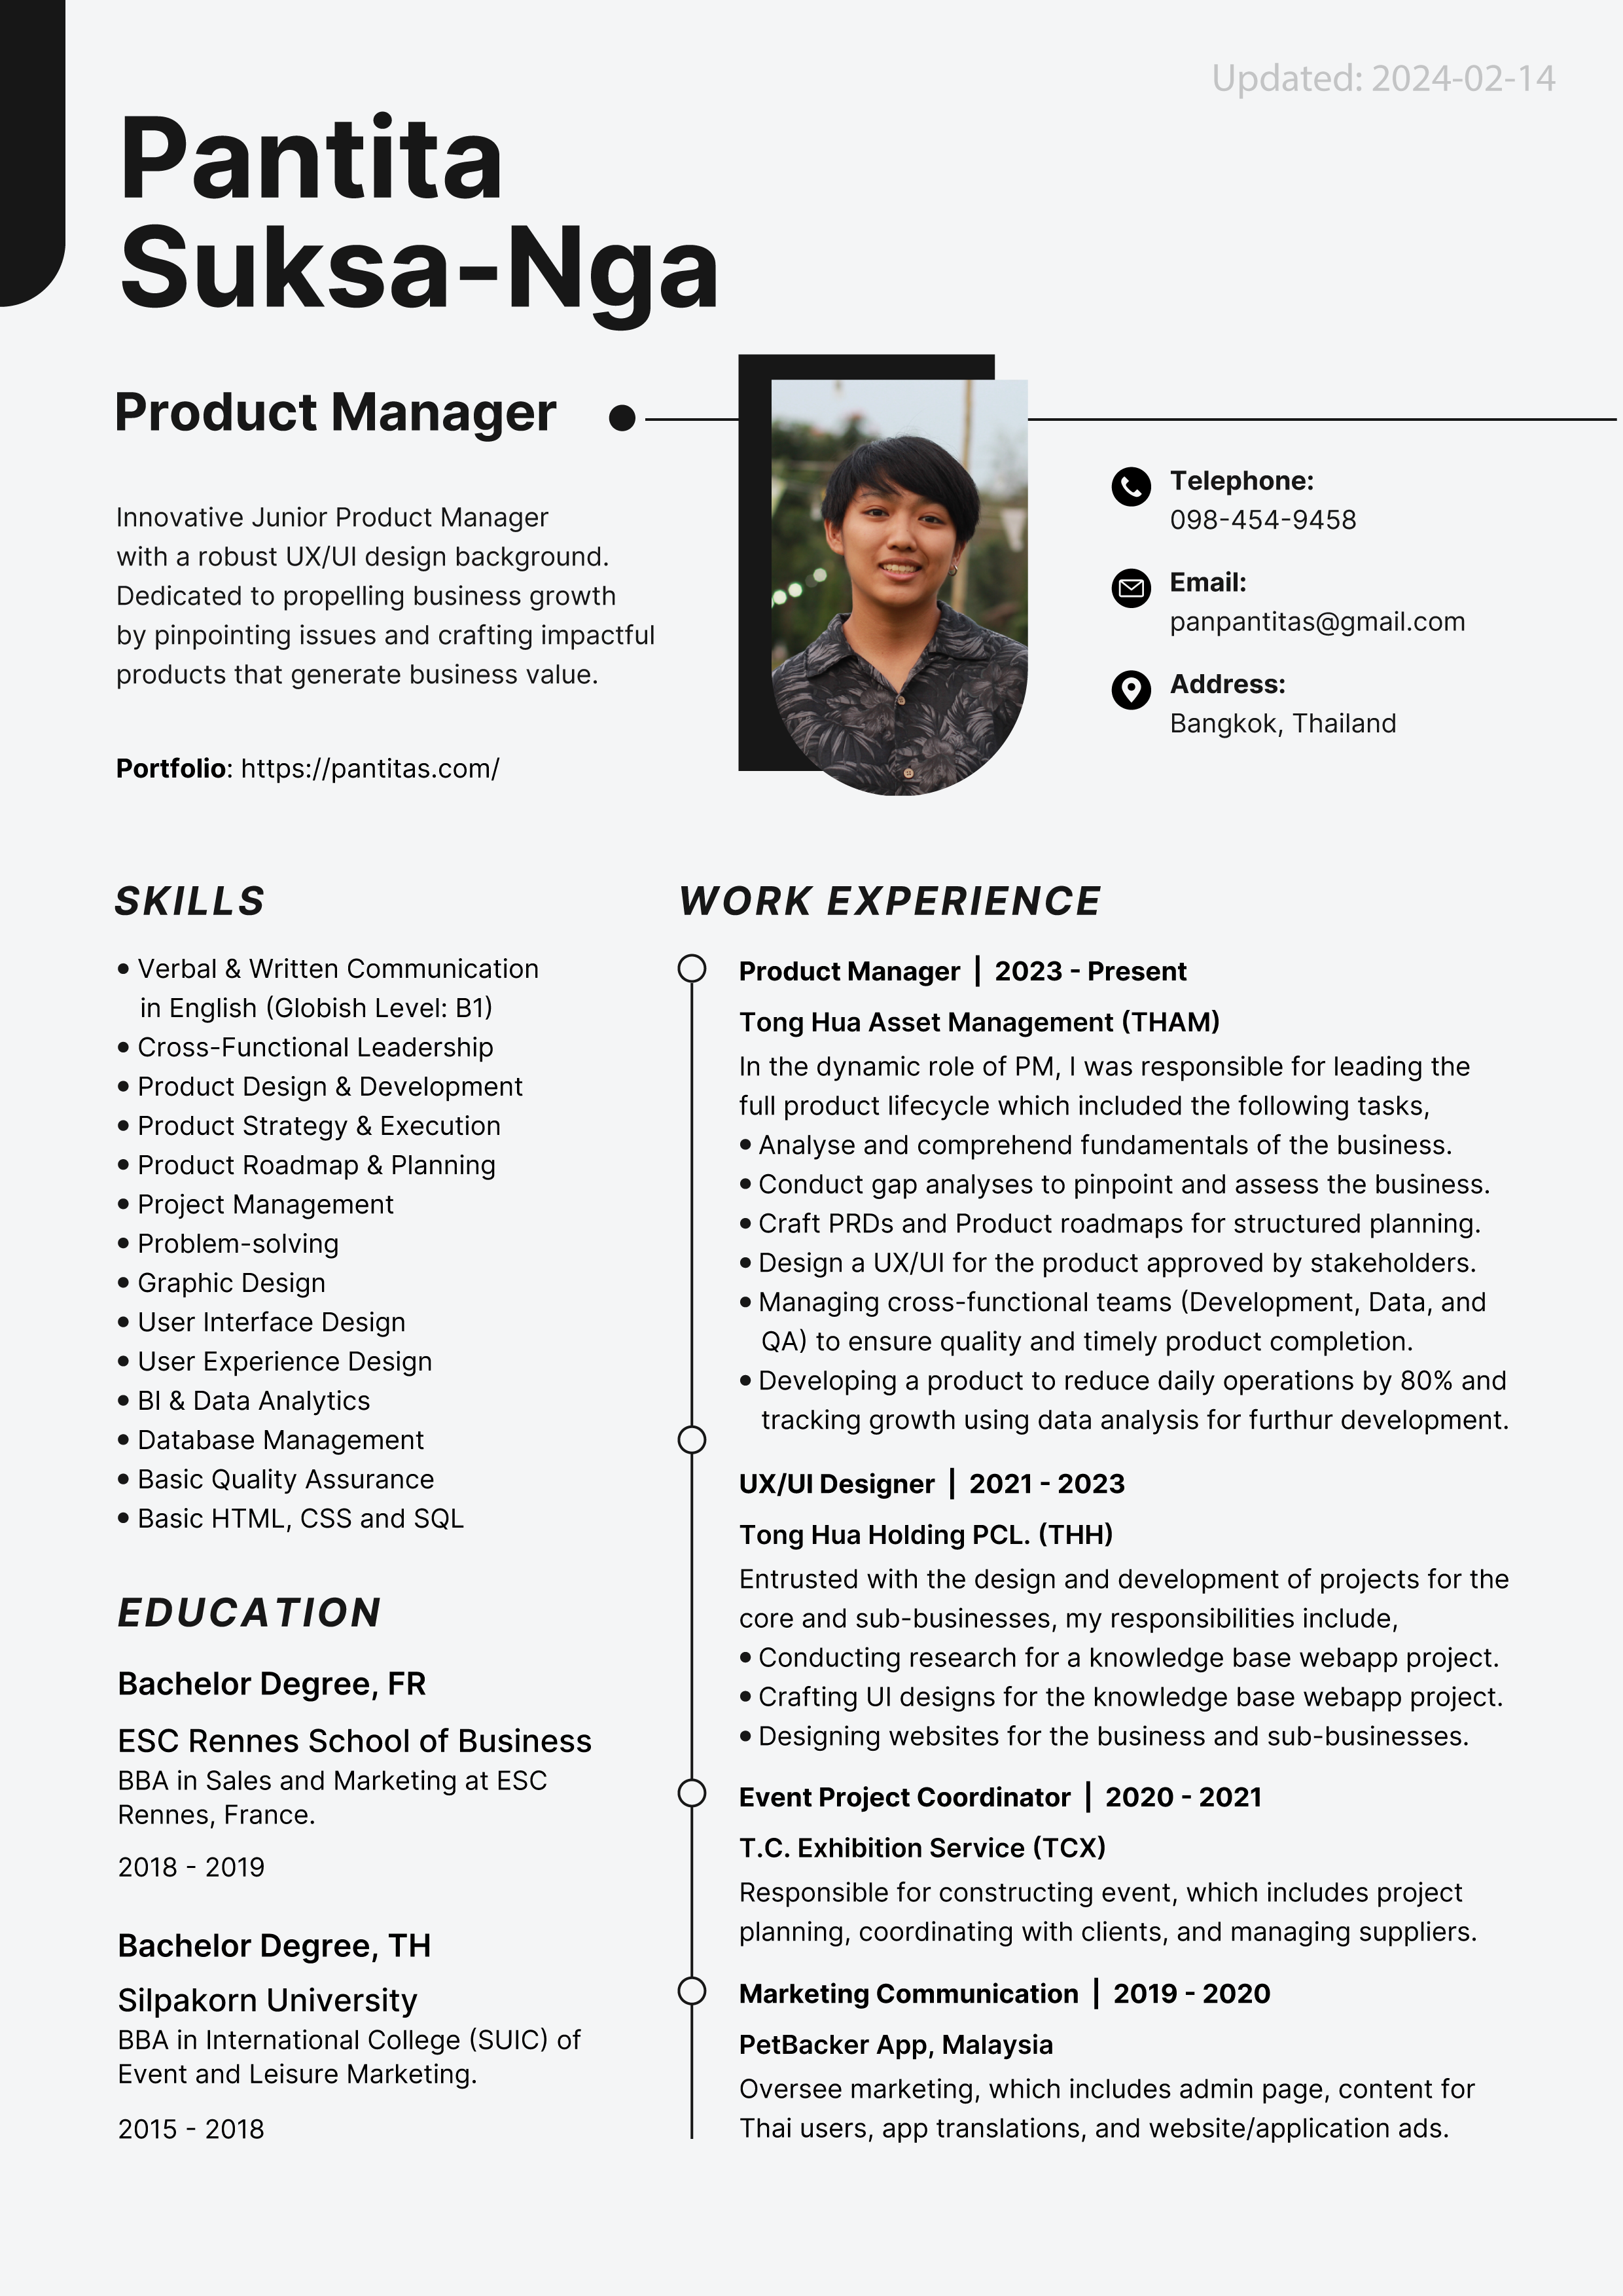 Updated: 2024-02-14
Pantita
Suksa-Nga
Product Manager
Innovative Junior Product Manager
with a robust UX/UI design background.
Dedicated to propelling business growth
by pinpointing issues and crafting impactful
products that generate business value.
Portfolio: https://pantitas.com/
Telephone:
098-454-9458
Email:
panpantitas@gmail.com
Address:
Bangkok, Thailand
SKILLS
• Verbal & Written Communication
in English (Globish Level: B1)
• Cross-Functional Leadership
• Product Design & Development
• Product Strategy & Execution
• Product Roadmap & Planning
• Project Management
• Problem-solving
• Graphic Design
• User Interface Design
• User Experience Design
• BI & Data Analytics
• Database Management
• Basic Quality Assurance
• Basic HTML, CSS and SQL
EDUCATION
Bachelor Degree, FR
ESC Rennes School of Business
BBA in Sales and Marketing at ESC
Rennes, France.
2018 - 2019
Bachelor Degree, TH
Silpakorn University
BBA in International College (SUIC) of
Event and Leisure Marketing.
2015 - 2018
WORK EXPERIENCE
Product Manager | 2023 - Present
Tong Hua Asset Management (THAM)
In the dynamic role of PM, I was responsible for leading the
full product lifecycle which included the following tasks,
• Analyse and comprehend fundamentals of the business.
• Conduct gap analyses to pinpoint and assess the business.
• Craft PRDs and Product roadmaps for structured planning.
• Design a UX/UI for the product approved by stakeholders.
• Managing cross-functional teams (Development, Data, and
QA) to ensure quality and timely product completion.
• Developing a product to reduce daily operations by 80% and
tracking growth using data analysis for furthur development.
UX/UI Designer | 2021 - 2023
Tong Hua Holding PCL. (THH)
Entrusted with the design and development of projects for the
core and sub-businesses, my responsibilities include,
• Conducting research for a knowledge base webapp project.
• Crafting UI designs for the knowledge base webapp project.
• Designing websites for the business and sub-businesses.
Event Project Coordinator | 2020 - 2021
T.C. Exhibition Service (TCX)
Responsible for constructing event, which includes project
planning, coordinating with clients, and managing suppliers.
Marketing Communication | 2019 - 2020
PetBacker App, Malaysia
Oversee marketing, which includes admin page, content for
Thai users, app translations, and website/application ads.